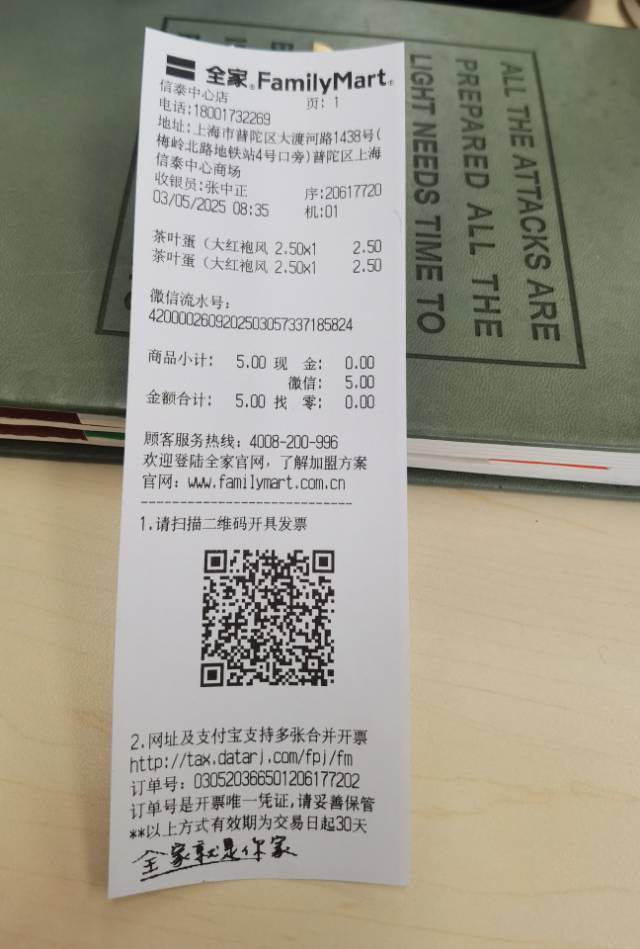 全家 FamilyMart
信泰中心店 页: 1
电话:18001732269
地址:上海市普陀区大渡河路1438号(
梅岭北路地铁站4号口旁)普陀区上海
信泰中心商场
收银员:张中正 序:20617720
03/05/2025 08:35 机:01
茶叶蛋（大红袍风 2.50x1 2.50
茶叶蛋（大红袍风 2.50x1 2.50
微信流水号:
4200002609202503057337185824
商品小计: 5.00 现 金: 0.00
微信: 5.00
金额合计: 5.00 找 零: 0.00
顾客服务热线: 4008-200-996
欢迎登陆全家官网，了解加盟方案
官网: www.familymart.com.cn
1.请扫描二维码开具发票
2.网址及支付宝支持多张合并开票
http://tax.datarj.com/fpj/fm
订单号: 030520366501206177202
订单号是开票唯一凭证,请妥善保管
**以上方式有效期为交易日起30天
全家就是你家
ALL THE ATTACKS ARE
PREPARED ALL THE
LIGHT NEEDS TIME TO